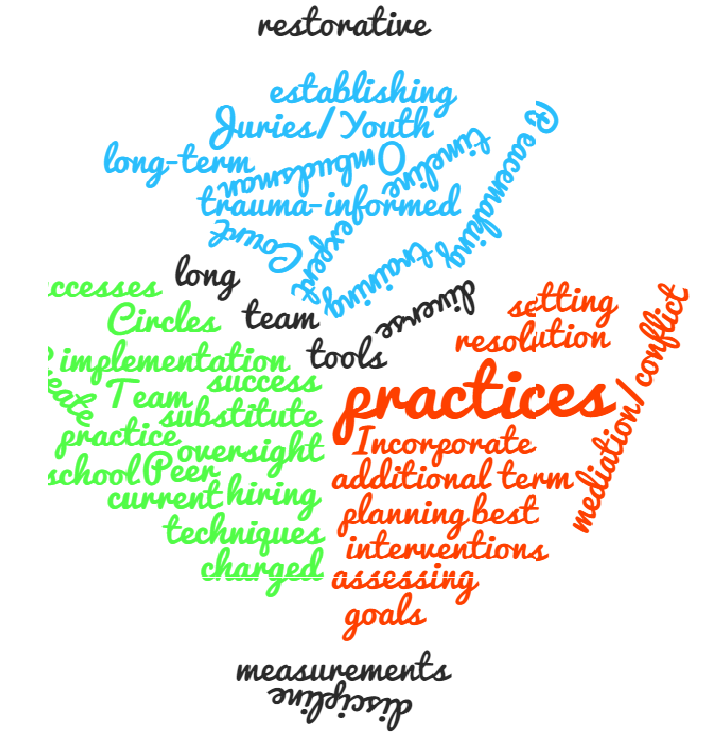 restorative
establishing
Juries/Youth
long-term
Ombudsman
timeline
Peacemaking
trauma-informed
Court
expert
training
long
diverse
ccesses
Circles
team
setting
resolution
mediation/conflict
implementation
tools
eate
Team
success
practices
substitute
practice
oversight
Incorporate
school
Peer
additional term
current
hiring
planning
best
techniques
interventions
charged
assessing
goals
measurements
discipline